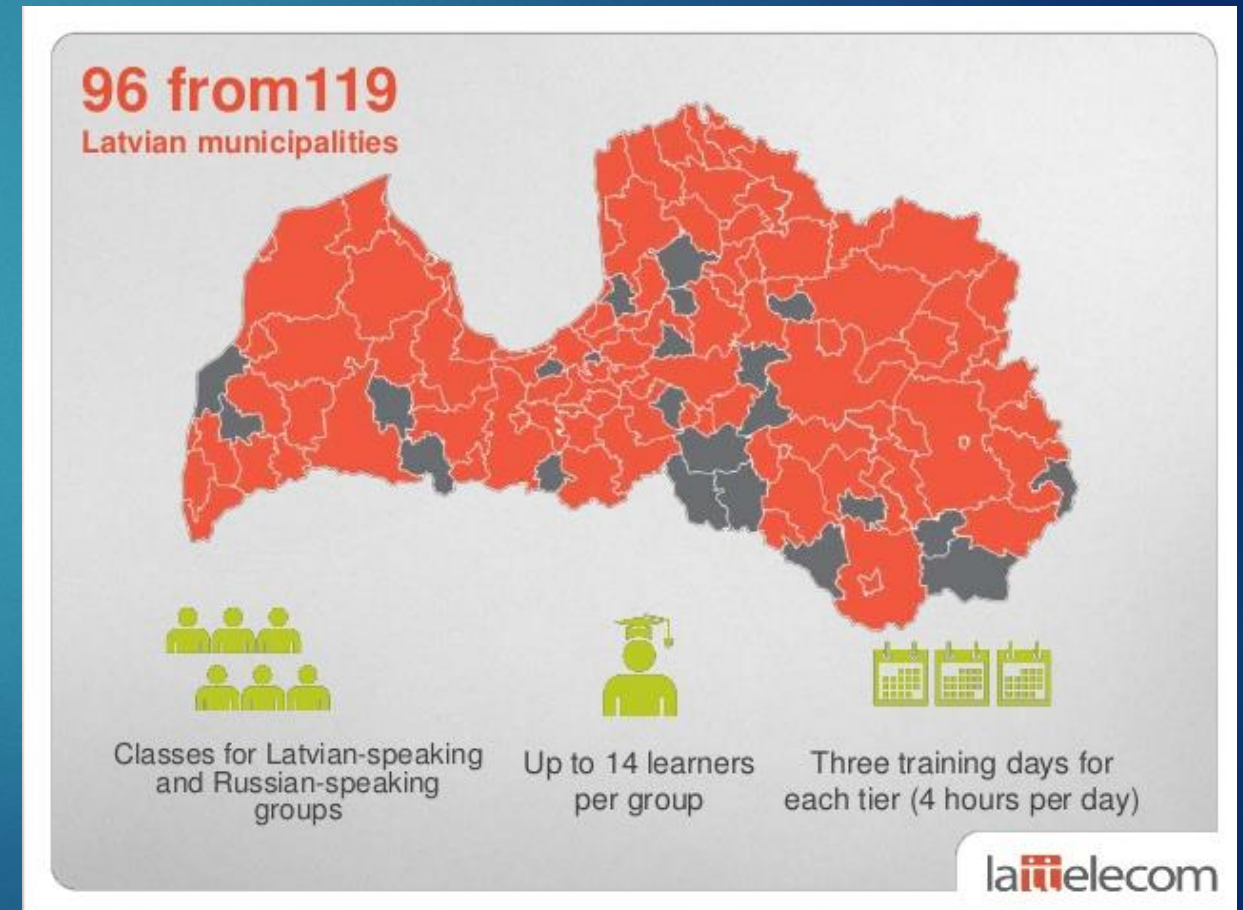 96 from119
Latvian municipalities
Classes for Latvian-speaking
and Russian-speaking
groups
Up to 14 learners
per group
Three training days for
each tier (4 hours per day)
lattelecom